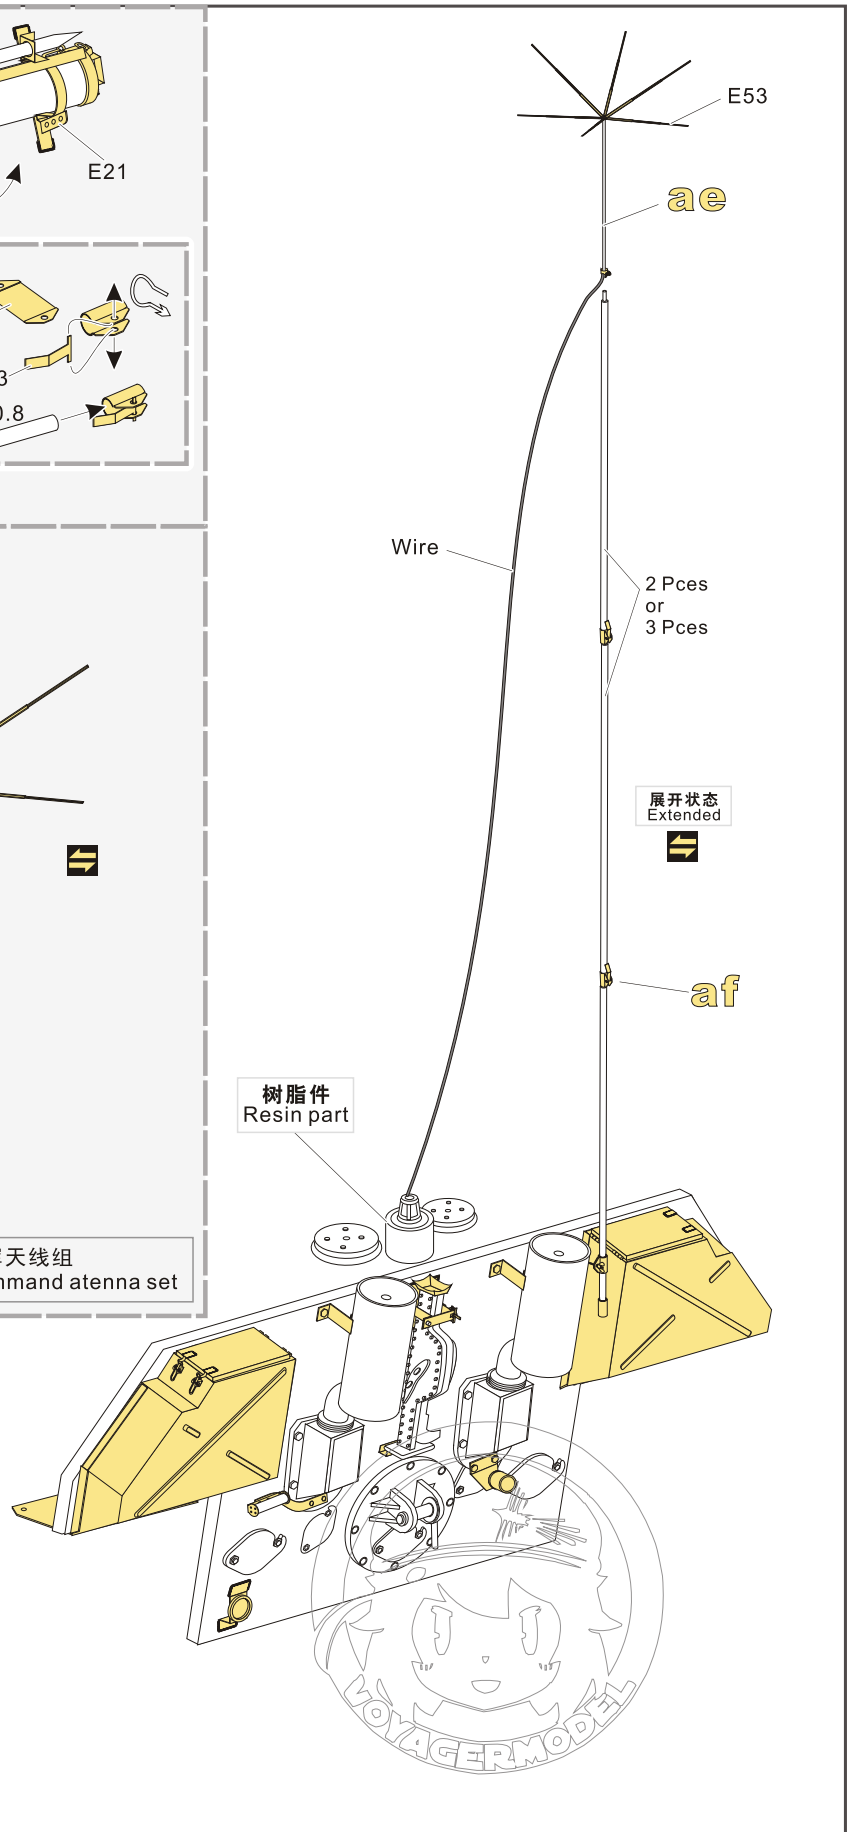 E53
E21
ae
3
0.8
Wire
2 Pces
or
3 Pces
展开状态
Extended
af
树脂件
Resin part
天线组
mmand atenna set
VOYAGERMODEL